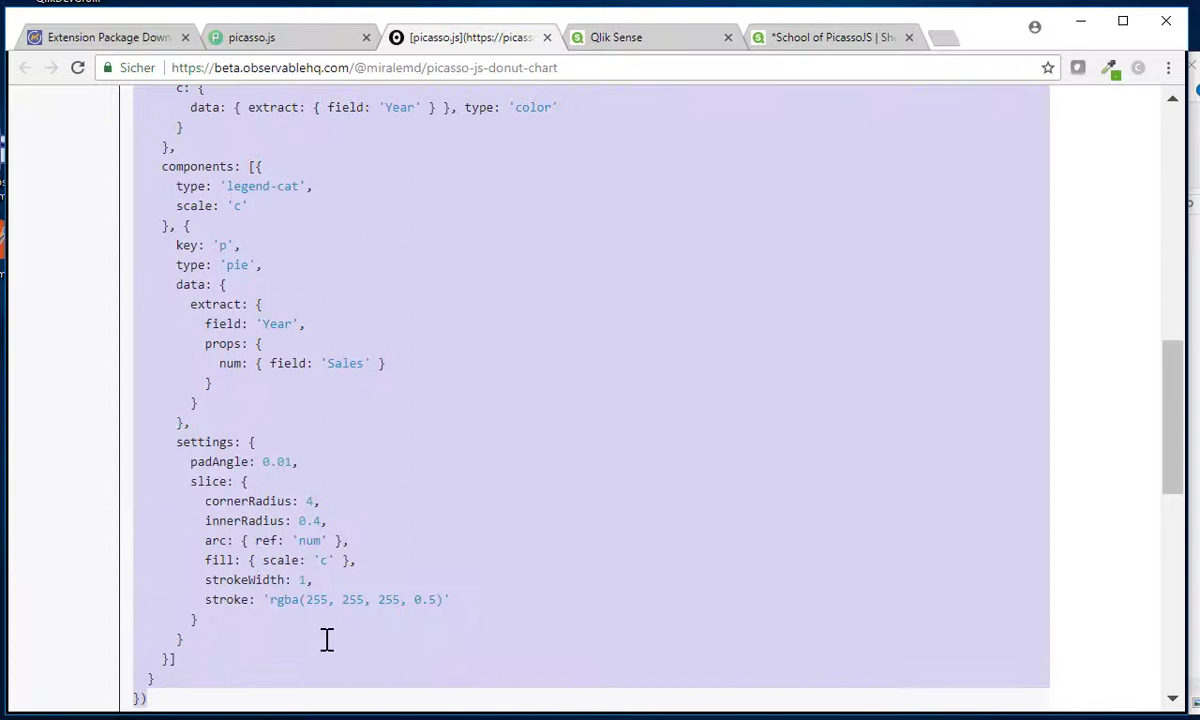 Extension Package Down
picasso.js
[picasso.js](https://picass
Qlik Sense
*School of PicassoJS | She
Sicher
https://beta.observablehq.com/@miralemd/picasso-js-donut-chart
c: {
data: { extract: { field: 'Year' } }, type: 'color'
}
},
components: [{
type: 'legend-cat',
scale: 'c'
}, {
key: 'p',
type: 'pie',
data: {
extract: {
field: 'Year',
props: {
num: { field: 'Sales' }
}
}
},
settings: {
padAngle: 0.01,
slice: {
cornerRadius: 4,
innerRadius: 0.4,
arc: { ref: 'num' },
fill: { scale: 'c' },
strokeWidth: 1,
stroke: 'rgba(255, 255, 255, 0.5)'
}
}
}]
}
})